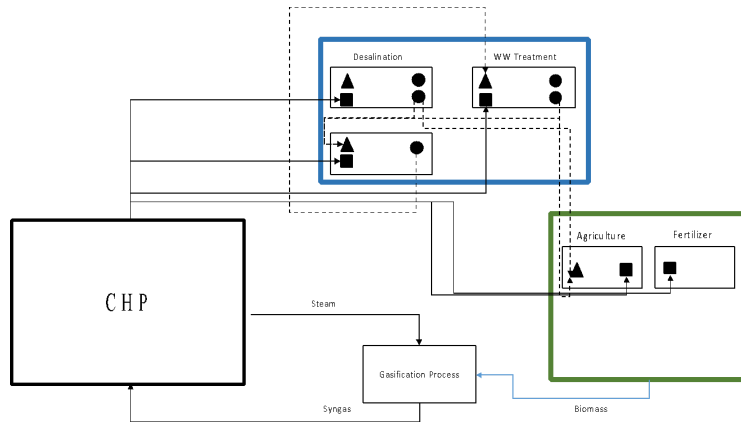 Desalination
WW Treatment
Agriculture
Fertilizer
CHP
Steam
Gasification Process
Syngas
Biomass